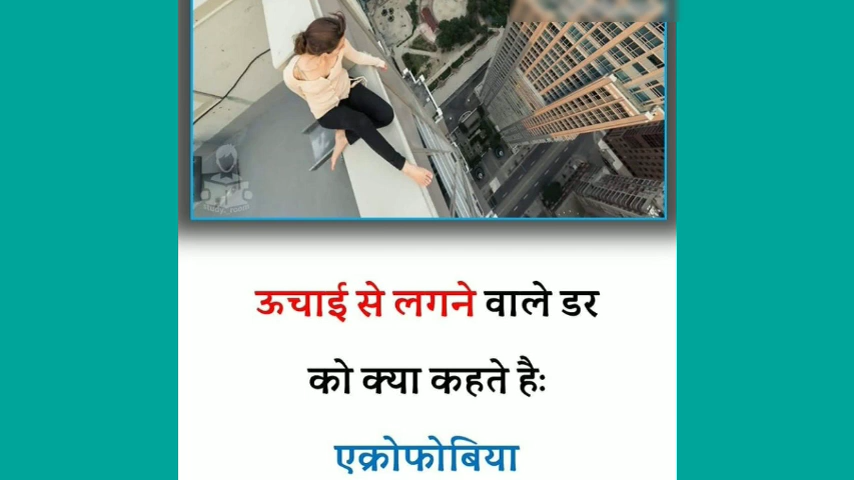 ऊचाई से लगने वाले डर
को क्या कहते है:
एक्रोफोबिया